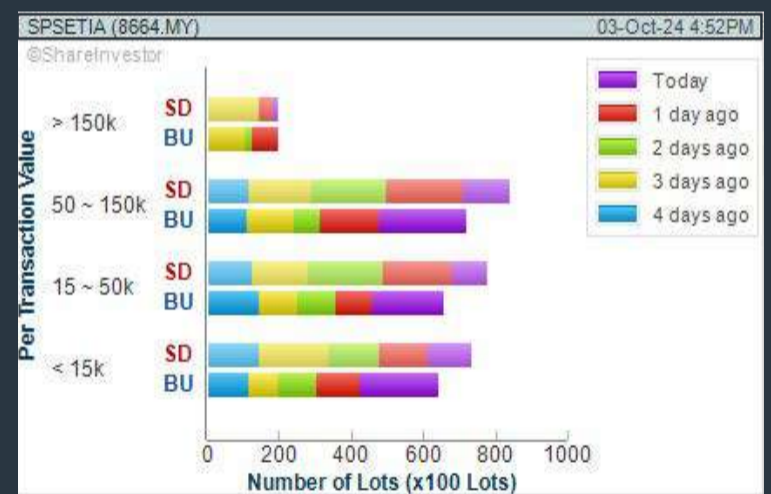 SPSETIA (8664.MY) 03-Oct-24 4:52PM
©ShareInvestor
Today
1 day ago
2 days ago
3 days ago
4 days ago
Per Transaction Value
> 150k
SD
BU
50 ~ 150k
SD
BU
15 ~ 50k
SD
BU
< 15k
SD
BU
0 200 400 600 800 1000
Number of Lots (x100 Lots)